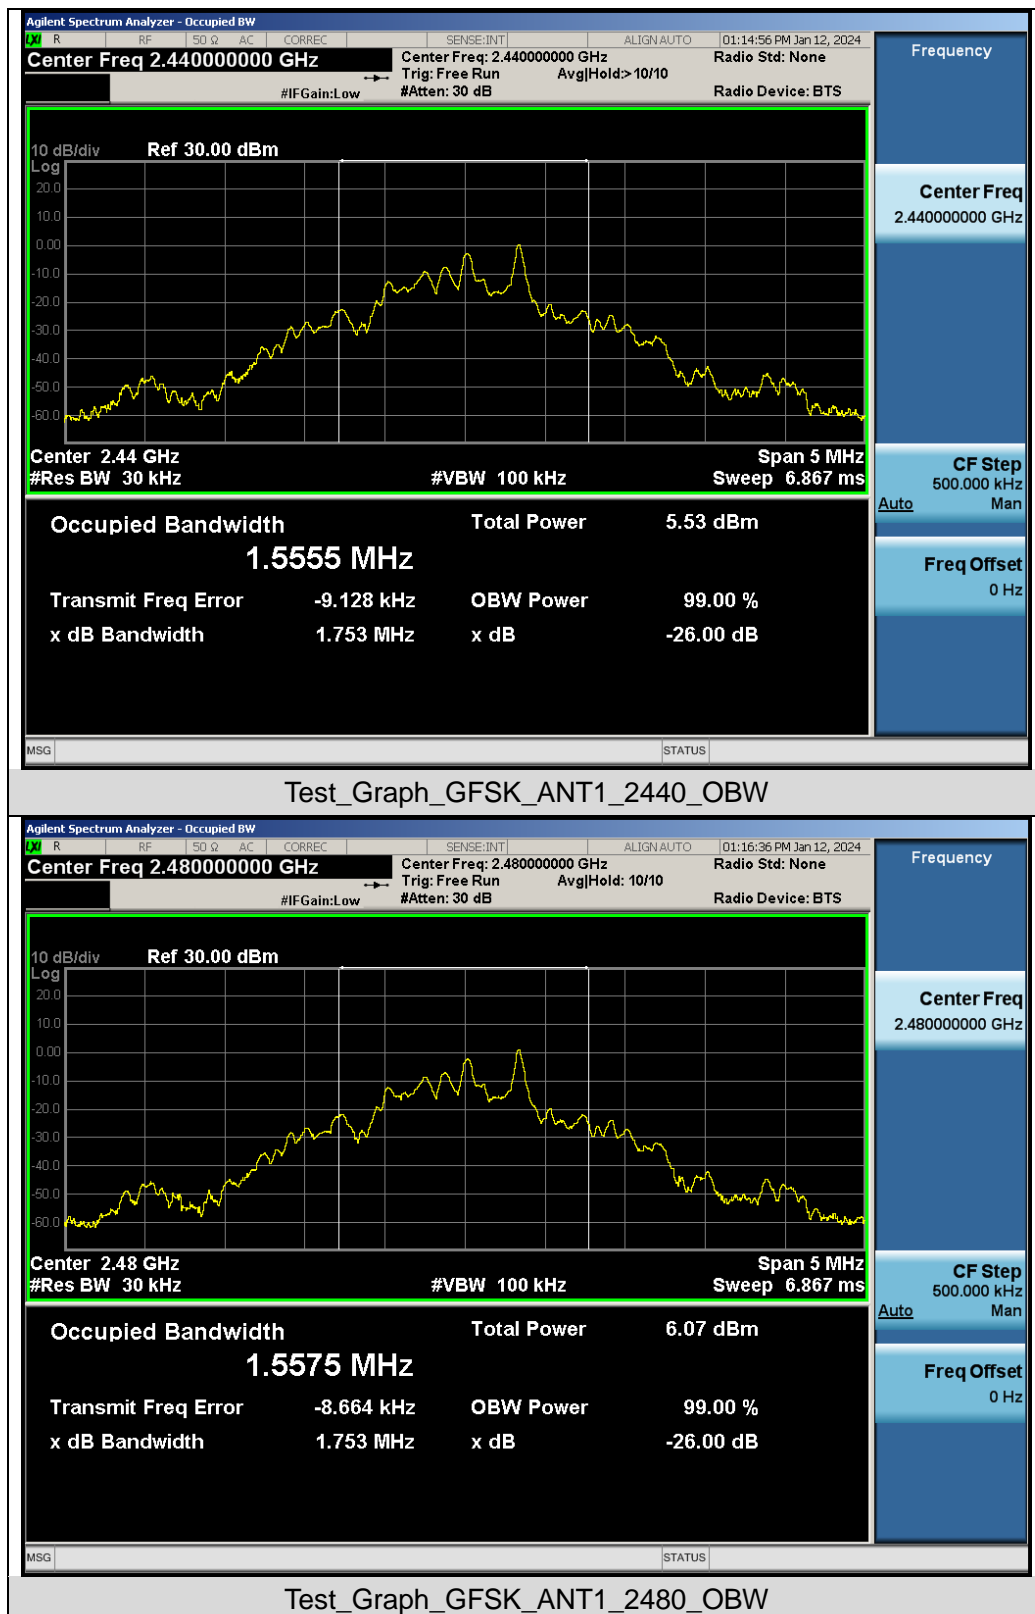 Agilent Spectrum Analyzer - Occupied BW
LXI R RF 50 Ω AC CORREC SENSE:INT ALIGN AUTO 01:14:56 PM Jan 12, 2024
Center Freq 2.440000000 GHz
Center Freq: 2.440000000 GHz Radio Std: None
Trig: Free Run Avg|Hold:>10/10
#IFGain:Low #Atten: 30 dB Radio Device: BTS
Frequency
10 dB/div Ref 30.00 dBm
Log
20.0
10.0
0.00
-10.0
-20.0
-30.0
-40.0
-50.0
-60.0
Center 2.44 GHz Span 5 MHz
#Res BW 30 kHz #VBW 100 kHz Sweep 6.867 ms
Center Freq
2.440000000 GHz
CF Step
500.000 kHz
Auto Man
Freq Offset
0 Hz
Occupied Bandwidth Total Power 5.53 dBm
1.5555 MHz
Transmit Freq Error -9.128 kHz OBW Power 99.00 %
x dB Bandwidth 1.753 MHz x dB -26.00 dB
MSG STATUS
Test_Graph_GFSK_ANT1_2440_OBW
Agilent Spectrum Analyzer - Occupied BW
LXI R RF 50 Ω AC CORREC SENSE:INT ALIGN AUTO 01:16:36 PM Jan 12, 2024
Center Freq 2.480000000 GHz
Center Freq: 2.480000000 GHz Radio Std: None
Trig: Free Run Avg|Hold: 10/10
#IFGain:Low #Atten: 30 dB Radio Device: BTS
Frequency
10 dB/div Ref 30.00 dBm
Log
20.0
10.0
0.00
-10.0
-20.0
-30.0
-40.0
-50.0
-60.0
Center 2.48 GHz Span 5 MHz
#Res BW 30 kHz #VBW 100 kHz Sweep 6.867 ms
Center Freq
2.480000000 GHz
CF Step
500.000 kHz
Auto Man
Freq Offset
0 Hz
Occupied Bandwidth Total Power 6.07 dBm
1.5575 MHz
Transmit Freq Error -8.664 kHz OBW Power 99.00 %
x dB Bandwidth 1.753 MHz x dB -26.00 dB
MSG STATUS
Test_Graph_GFSK_ANT1_2480_OBW